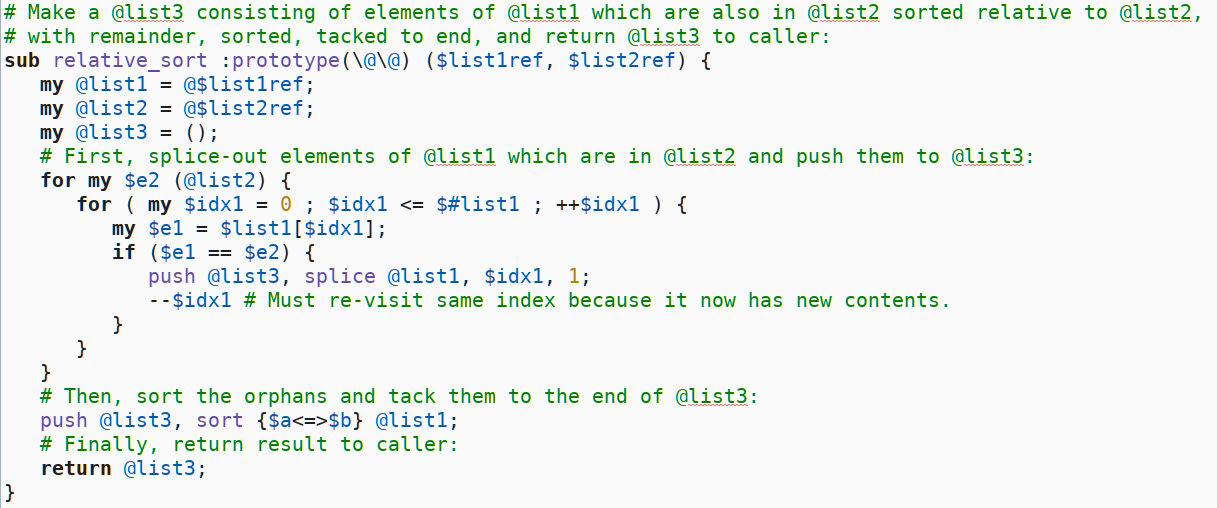 # Make a @list3 consisting of elements of @list1 which are also in @list2 sorted relative to @list2,
# with remainder, sorted, tacked to end, and return @list3 to caller:
sub relative_sort :prototype(\@\@) ($list1ref, $list2ref) {
   my @list1 = @$list1ref;
   my @list2 = @$list2ref;
   my @list3 = ();
   # First, splice-out elements of @list1 which are in @list2 and push them to @list3:
   for my $e2 (@list2) {
      for ( my $idx1 = 0 ; $idx1 <= $#list1 ; ++$idx1 ) {
         my $e1 = $list1[$idx1];
         if ($e1 == $e2) {
            push @list3, splice @list1, $idx1, 1;
            --$idx1 # Must re-visit same index because it now has new contents.
         }
      }
   }
   # Then, sort the orphans and tack them to the end of @list3:
   push @list3, sort {$a<=>$b} @list1;
   # Finally, return result to caller:
   return @list3;
}